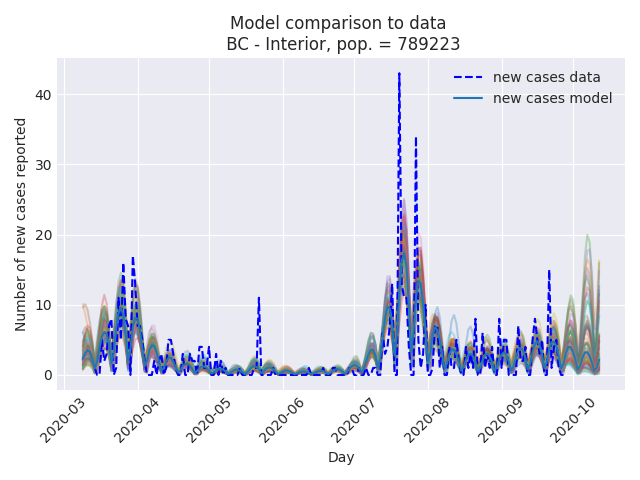 Model comparison to data
BC - Interior, pop. = 789223
new cases data
new cases model
Number of new cases reported
40
30
20
10
0
2020-03
2020-04
2020-05
2020-06
2020-07
2020-08
2020-09
2020-10
Day